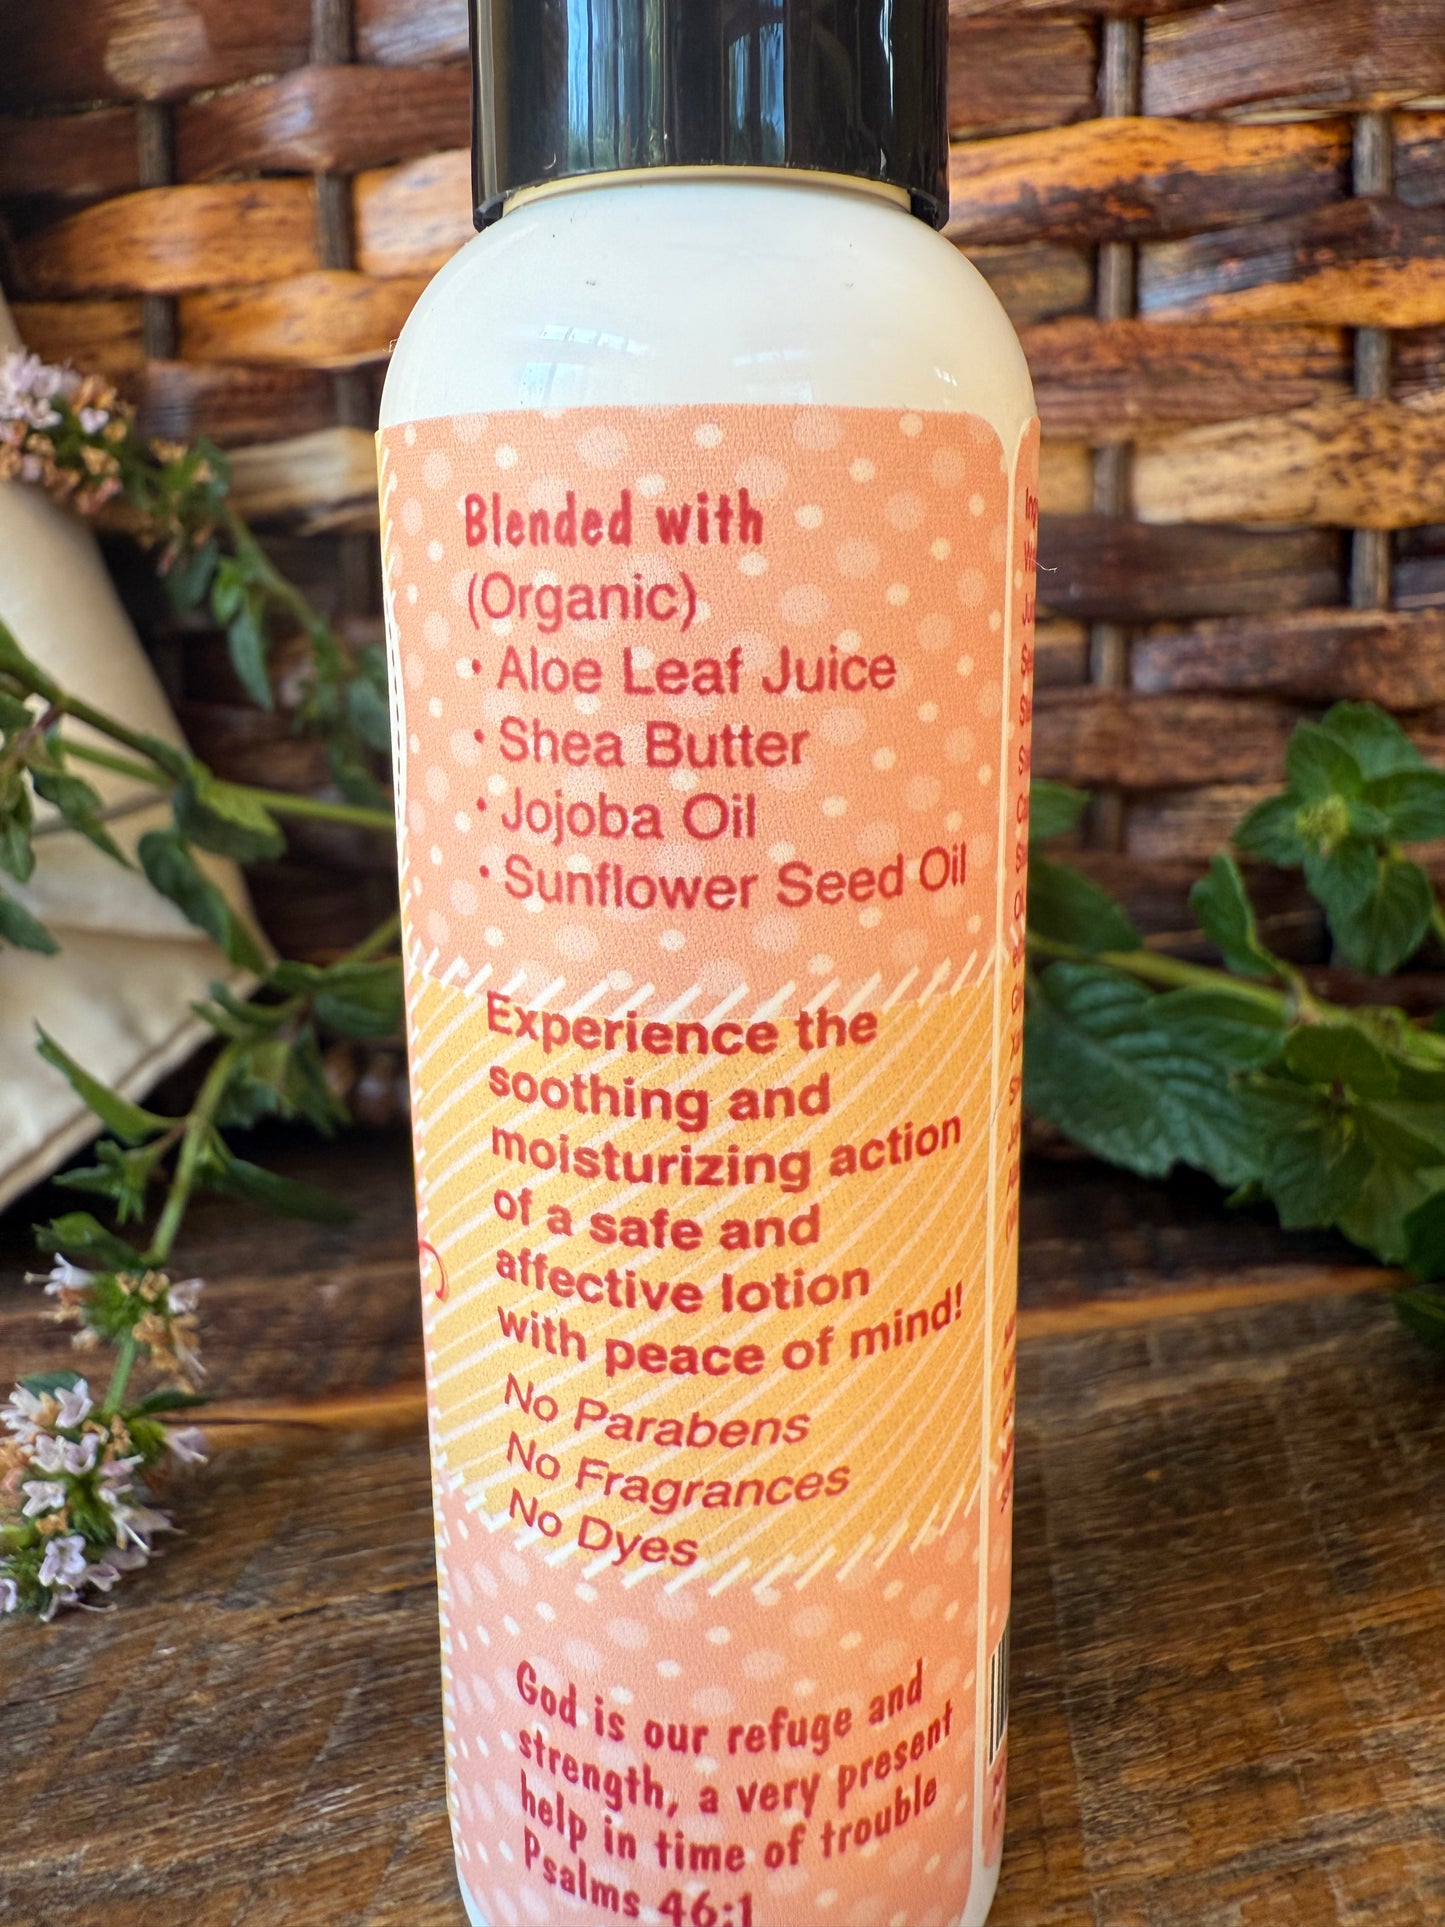 Blended with
(Organic)
• Aloe Leaf Juice
• Shea Butter
• Jojoba Oil
• Sunflower Seed Oil
Experience the
soothing and
moisturizing action
of a safe and
affective lotion
with peace of mind!
No Parabens
No Fragrances
No Dyes
God is our refuge and
strength, a very present
help in time of trouble
Psalms 46:1